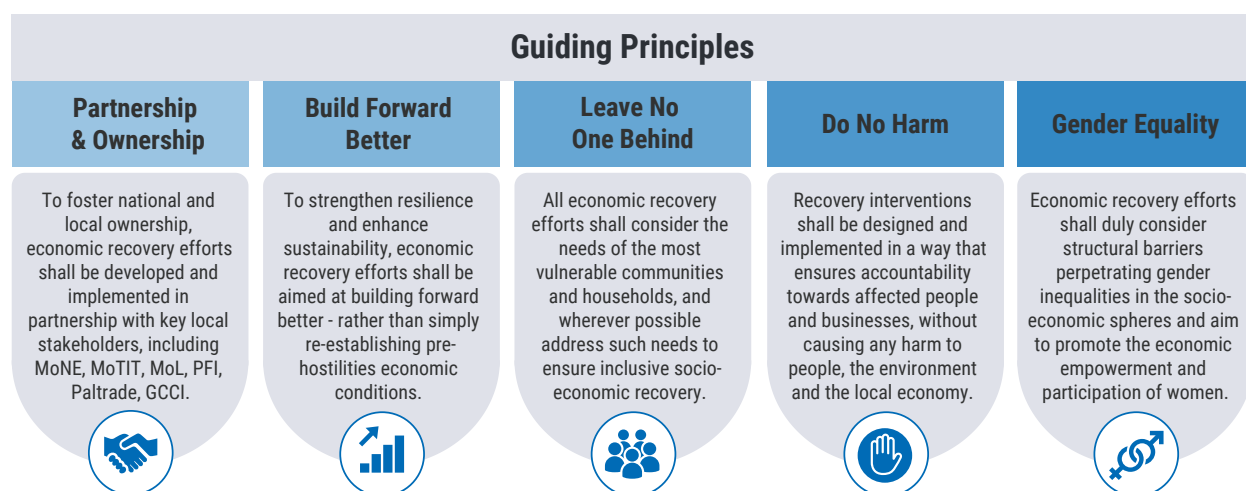 Guiding Principles
Partnership
& Ownership
To foster national and
local ownership,
economic recovery efforts
shall be developed and
implemented in
partnership with key local
stakeholders, including
MoNE, MoTIT, MoL, PFI,
Paltrade, GCCI.
Build Forward
Better
To strengthen resilience
and enhance
sustainability, economic
recovery efforts shall be
aimed at building forward
better - rather than simply
re-establishing pre-
hostilities economic
conditions.
Leave No
One Behind
All economic recovery
efforts shall consider the
needs of the most
vulnerable communities
and households, and
wherever possible
address such needs to
ensure inclusive socio-
economic recovery.
Do No Harm
Recovery interventions
shall be designed and
implemented in a way that
ensures accountability
towards affected people
and businesses, without
causing any harm to
people, the environment
and the local economy.
Gender Equality
Economic recovery efforts
shall duly consider
structural barriers
perpetrating gender
inequalities in the socio-
economic spheres and aim
to promote the economic
empowerment and
participation of women.